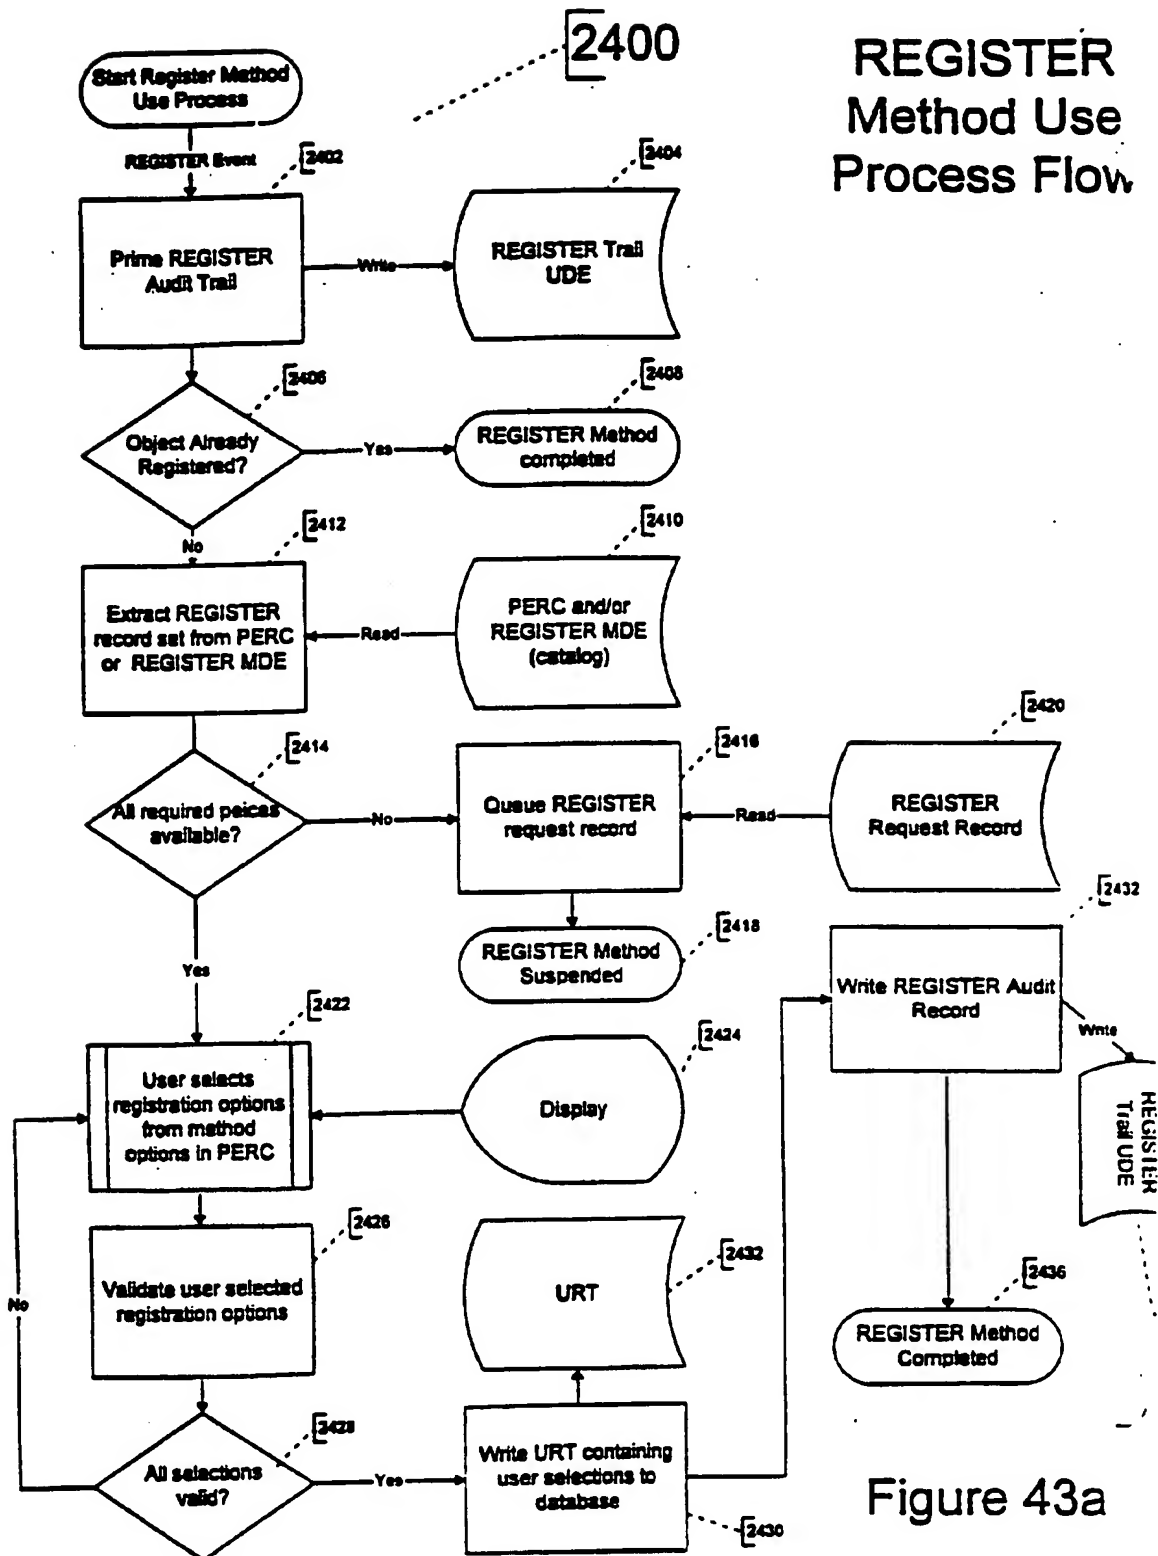 2400
REGISTER
Method Use
Process Flow
Start Register Method
Use Process
REGISTER Event
2402
2404
Prime REGISTER
Audit Trail
Write
REGISTER Trail
UDE
2406
2408
Object Already
Registered?
Yes
REGISTER Method
completed
No
2412
2410
Extract REGISTER
record set from PERC
or REGISTER MDE
Read
PERC and/or
REGISTER MDE
(catalog)
2414
2416
2420
All required peices
available?
No
Queue REGISTER
request record
Read
REGISTER
Request Record
Yes
2418
REGISTER Method
Suspended
2432
Write REGISTER Audit
Record
Write
REGISTER
Trail UDE
2422
2424
User selects
registration options
from method
options in PERC
Display
2426
2432
Validate user selected
registration options
URT
No
2436
REGISTER Method
Completed
2428
All selections
valid?
Yes
Write URT containing
user selections to
database
2430
Figure 43a